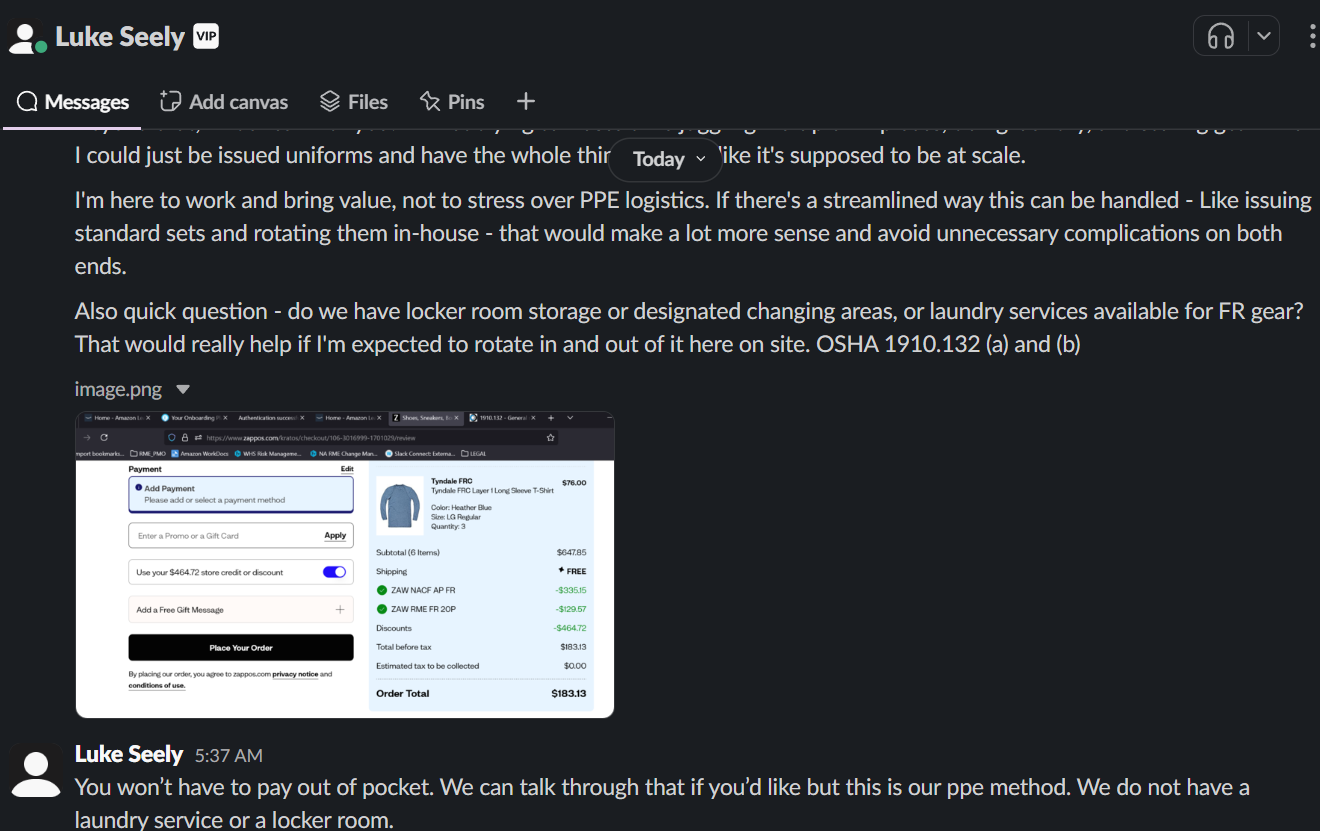 Luke Seely VIP
Messages
Add canvas
Files
Pins
I could just be issued uniforms and have the whole
Today
it's supposed to be at scale.
I'm here to work and bring value, not to stress over PPE logistics. If there's a streamlined way this can be handled - Like issuing
standard sets and rotating them in-house - that would make a lot more sense and avoid unnecessary complications on both
ends.
Also quick question - do we have locker room storage or designated changing areas, or laundry services available for FR gear?
That would really help if I'm expected to rotate in and out of it here on site. OSHA 1910.132 (a) and (b)
image.png
Home - Amazon
Your Onboarding
Authentication
Home - Amazon
Shoes, Sneakers,
1910.132 - General
https://www.zappos.com/kratos/checkout/106-3016999-1701029/review
bookmarks...
RME_PMO
Amazon WorkDocs
WHS Risk Manageme...
NA RME Change Man...
Slack Connect: Externa...
LEGAL
Payment
Edit
Add Payment
Please add or select a payment method
Enter a Promo or a Gift Card
Apply
Use your $464.72 store credit or discount
Add a Free Gift Message
Place Your Order
By placing our order, you agree to zappos.com privacy notice and
conditions of use.
Tyndale FRC $76.00
Tyndale FRC Layer 1 Long Sleeve T-Shirt
Color: Heather Blue
Size: LG Regular
Quantity: 3
Subtotal (6 Items) $647.85
Shipping FREE
ZAW NACF AP FR -$335.15
ZAW RME FR 20P -$129.57
Discounts -$464.72
Total before tax $183.13
Estimated tax to be collected $0.00
Order Total $183.13
Luke Seely 5:37 AM
You won’t have to pay out of pocket. We can talk through that if you’d like but this is our ppe method. We do not have a
laundry service or a locker room.